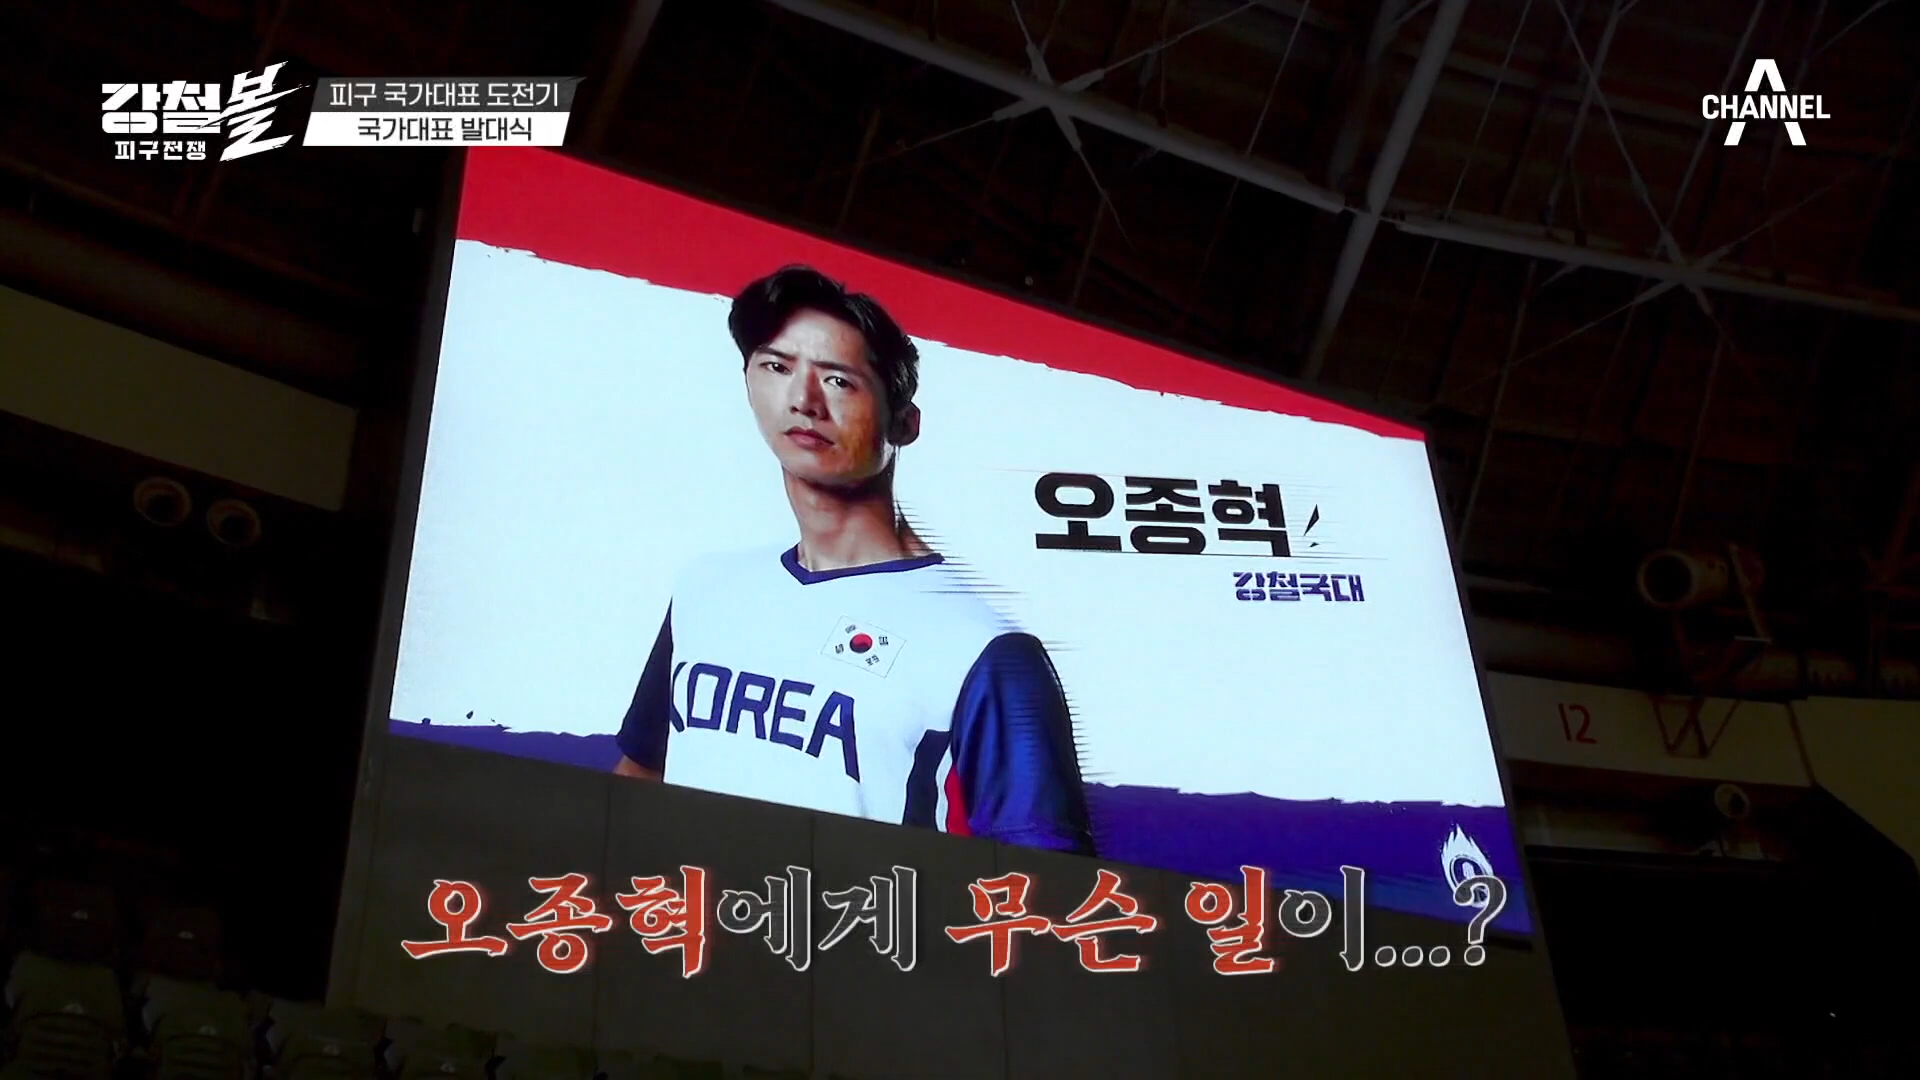 강철볼
피구전쟁
피구 국가대표 도전기
국가대표 발대식
CHANNEL A
오종혁
강철국대
KOREA
12
오종혁에게 무슨 일이...?